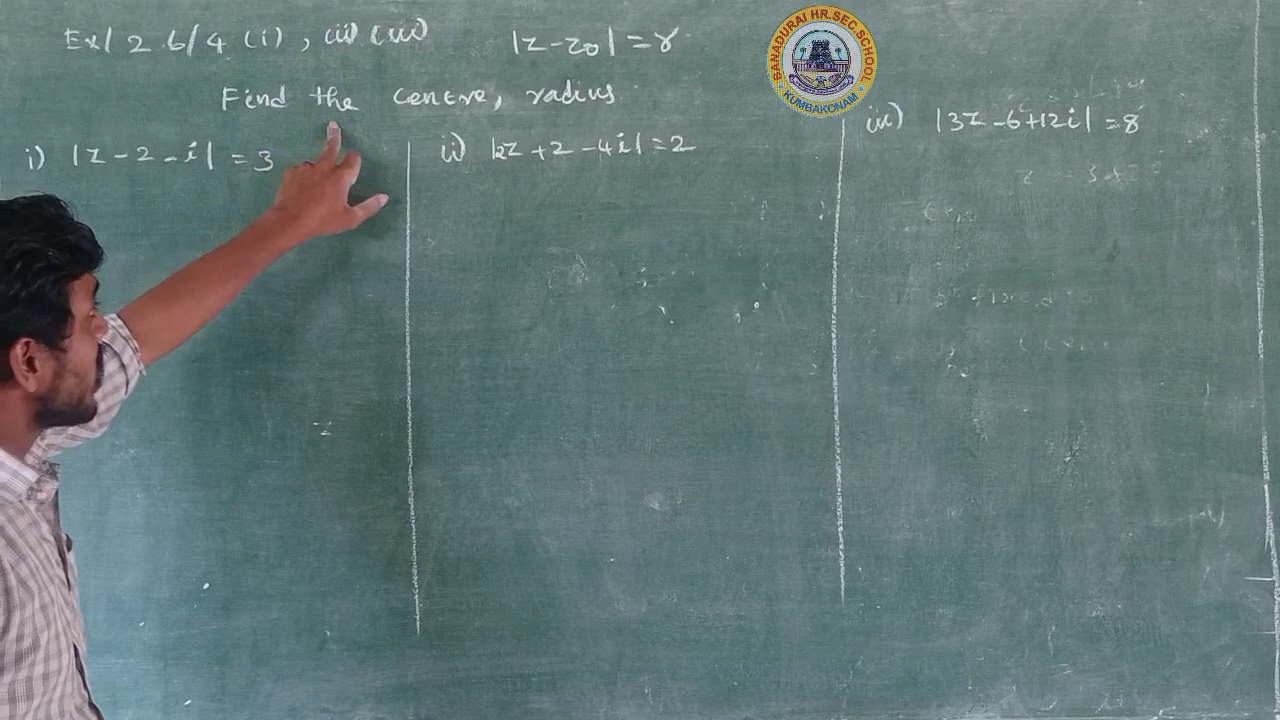 Ex/ 2.6/4 (i), (ii) (iii)
|z-z₀| = r
Find the centre, radius
i) |z-2-i| = 3
ii) |2z+2-4i| = 2
iii) |3z-6+12i| = 8
BANADURAI HR.SEC.SCHOOL
KUMBAKONAM